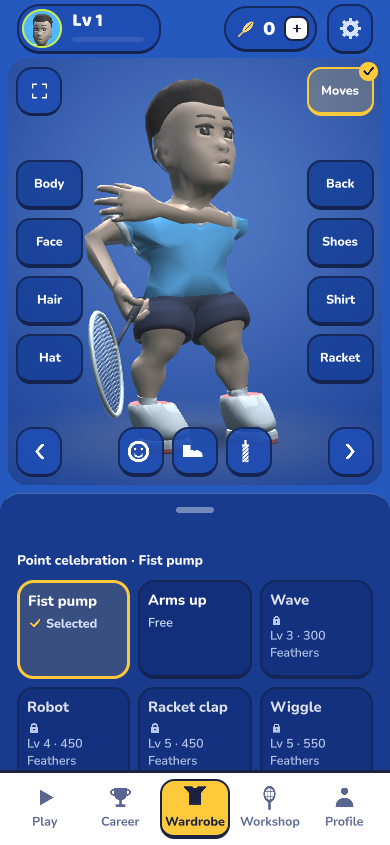 Lv 1
0
+
Moves
Body
Back
Face
Shoes
Hair
Shirt
Hat
Racket
Point celebration · Fist pump
Fist pump
Selected
Arms up
Free
Wave
Lv 3 · 300
Feathers
Robot
Lv 4 · 450
Feathers
Racket clap
Lv 5 · 450
Feathers
Wiggle
Lv 5 · 550
Feathers
Play
Career
Wardrobe
Workshop
Profile